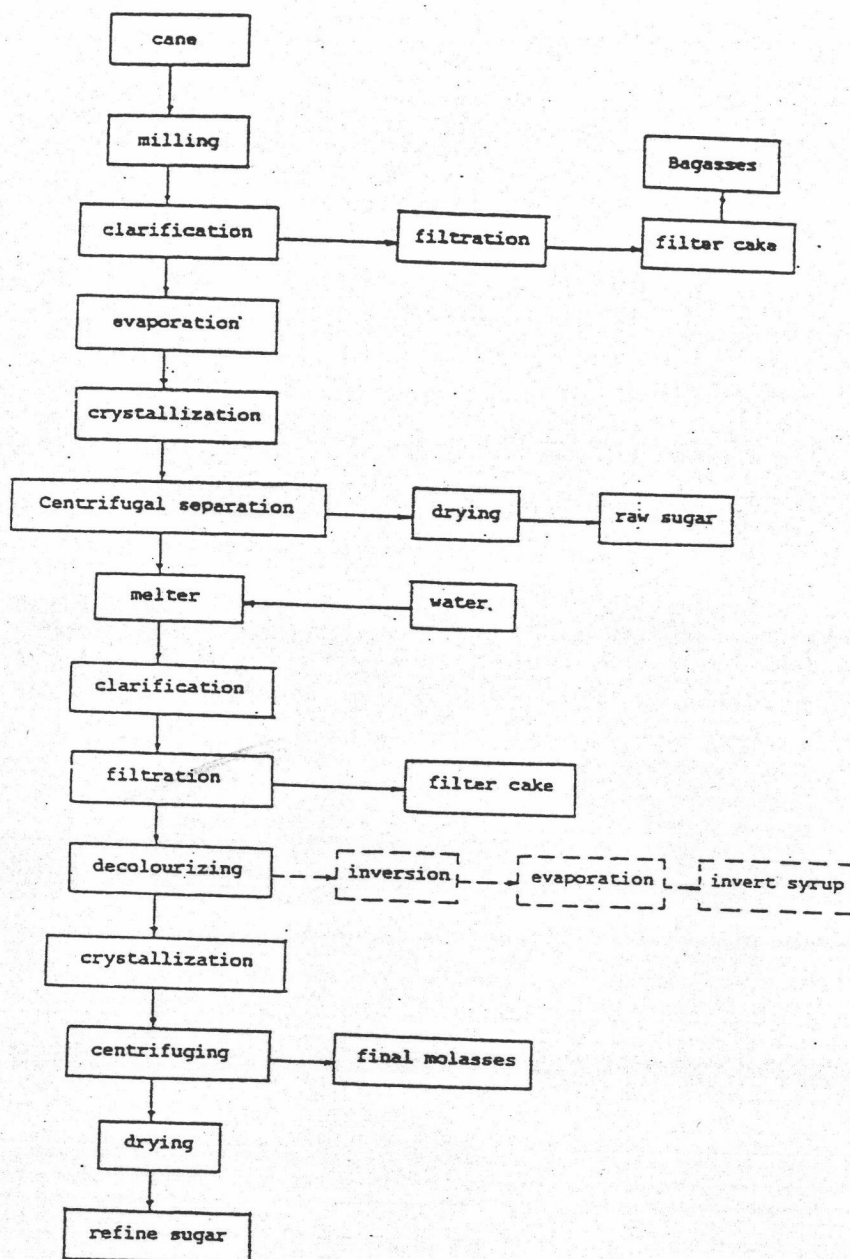 cane
milling
Bagasses
clarification
filtration
filter cake
evaporation
crystallization
Centrifugal separation
drying
raw sugar
melter
water.
clarification
filtration
filter cake
decolourizing
inversion
evaporation
invert syrup
crystallization
centrifuging
final molasses
drying
refine sugar